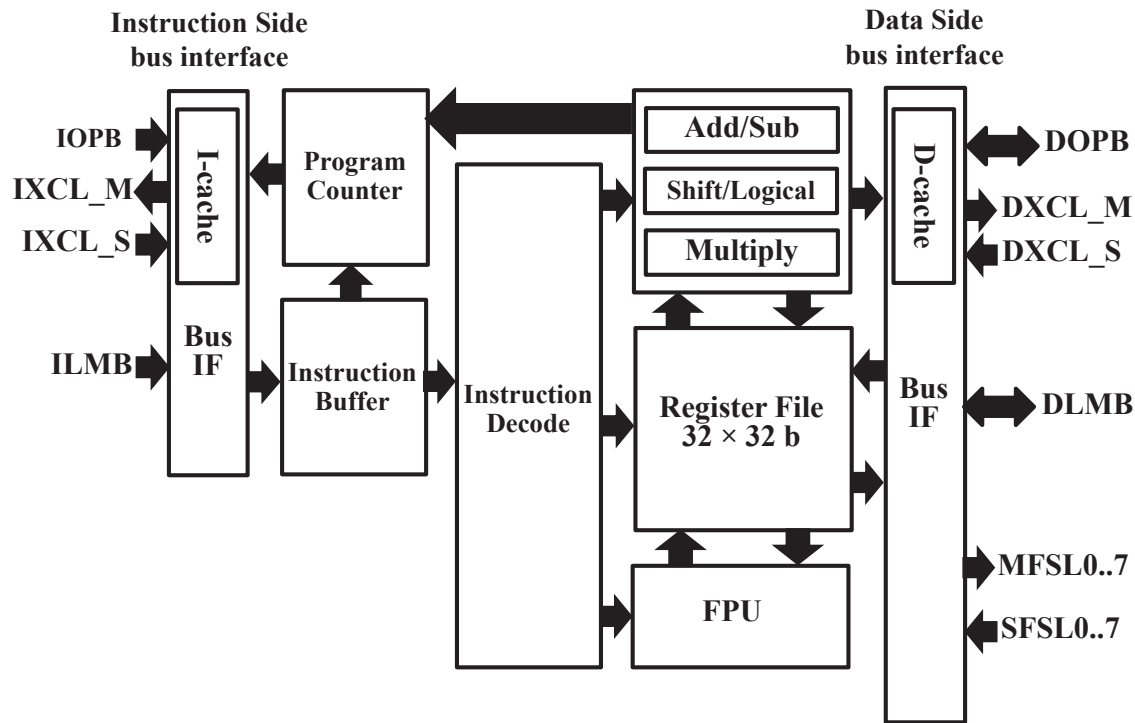 Instruction Side
bus interface
Data Side
bus interface
IOPB
IXCL_M
IXCL_S
ILMB
I-cache
Bus
IF
Program
Counter
Instruction
Buffer
Instruction
Decode
Add/Sub
Shift/Logical
Multiply
Register File
32 × 32 b
FPU
D-cache
Bus
IF
DOPB
DXCL_M
DXCL_S
DLMB
MFSL0..7
SFSL0..7